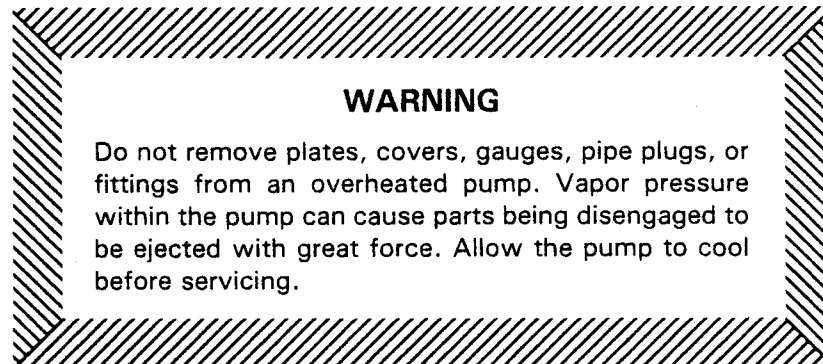 WARNING
Do not remove plates, covers, gauges, pipe plugs, or
fittings from an overheated pump. Vapor pressure
within the pump can cause parts being disengaged to
be ejected with great force. Allow the pump to cool
before servicing.